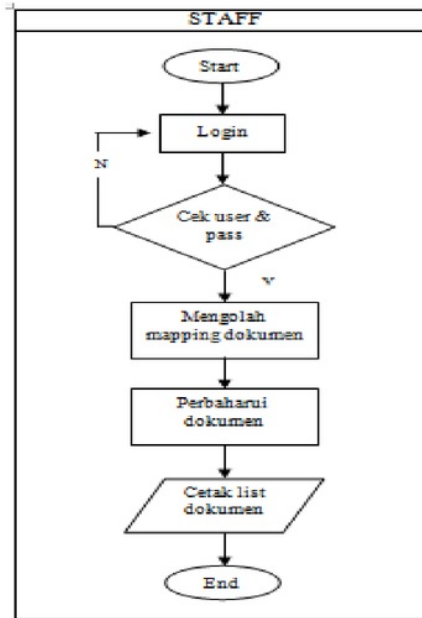 STAFF
Start
Login
N
Cek user &
pass
Y
Mengolah
mapping dokumen
Perbaharui
dokumen
Cetak list
dokumen
End